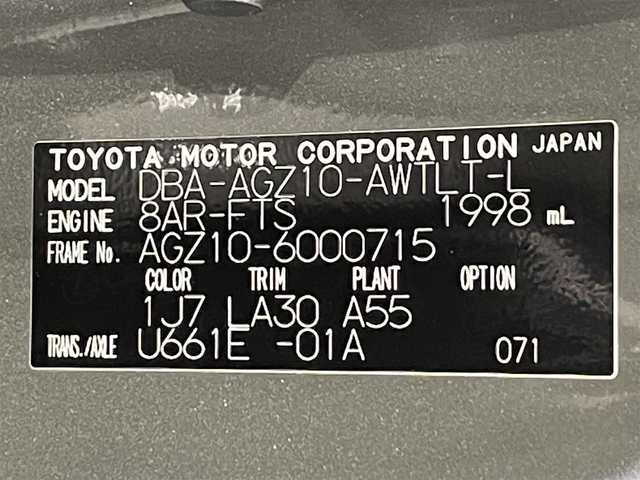 TOYOTA MOTOR CORPORATION JAPAN
MODEL DBA-AGZ10-AWTLT-L
ENGINE 8AR-FTS 1998 mL
FRAME No. AGZ10-6000715
COLOR TRIM PLANT OPTION
1J7 LA30 A55
TRANS./AXLE U661E -01A 071